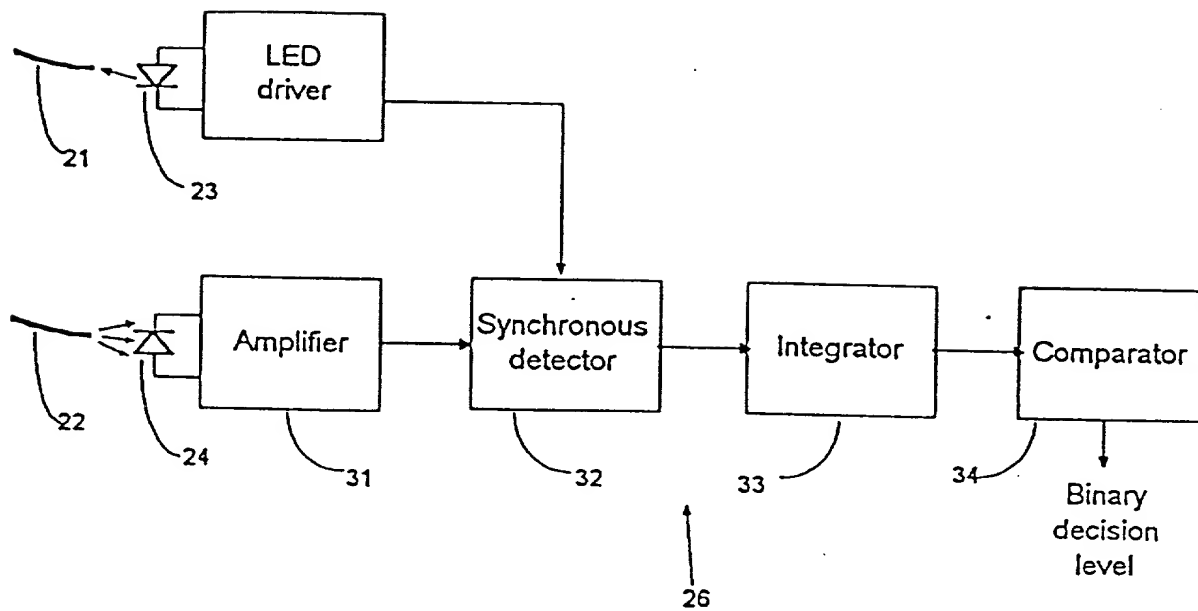 LED
driver
21
23
Amplifier
Synchronous
detector
Integrator
Comparator
22
24
31
32
33
34
Binary
decision
level
26